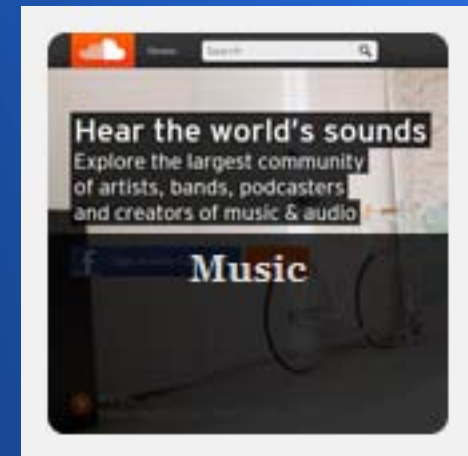 Search
Hear the world's sounds
Explore the largest community
of artists, bands, podcasters
and creators of music & audio
f
Music